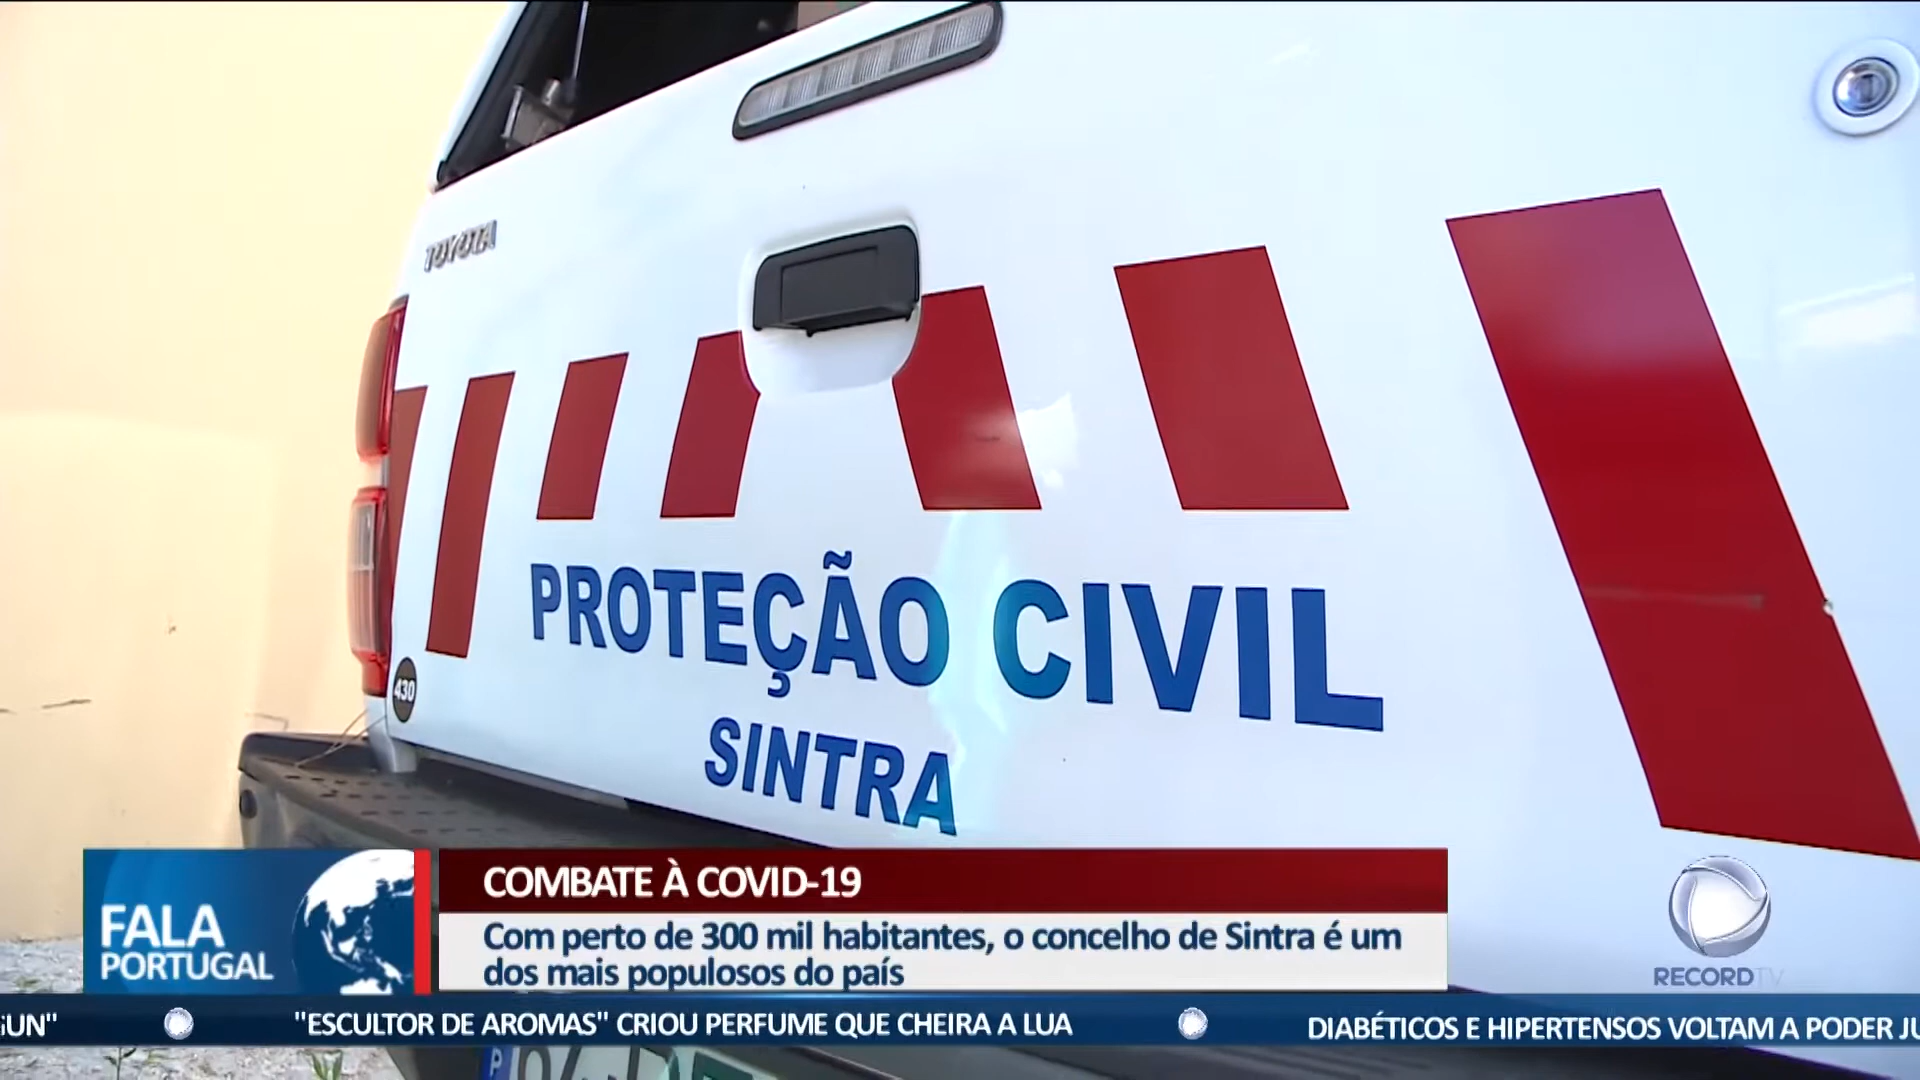 TOYOTA
430
PROTEÇÃO CIVIL
SINTRA
FALA
PORTUGAL
COMBATE À COVID-19
Com perto de 300 mil habitantes, o concelho de Sintra é um
dos mais populosos do país
RECORD TV
"ESCULTOR DE AROMAS" CRIOU PERFUME QUE CHEIRA A LUA
DIABÉTICOS E HIPERTENSOS VOLTAM A PODER JU
P